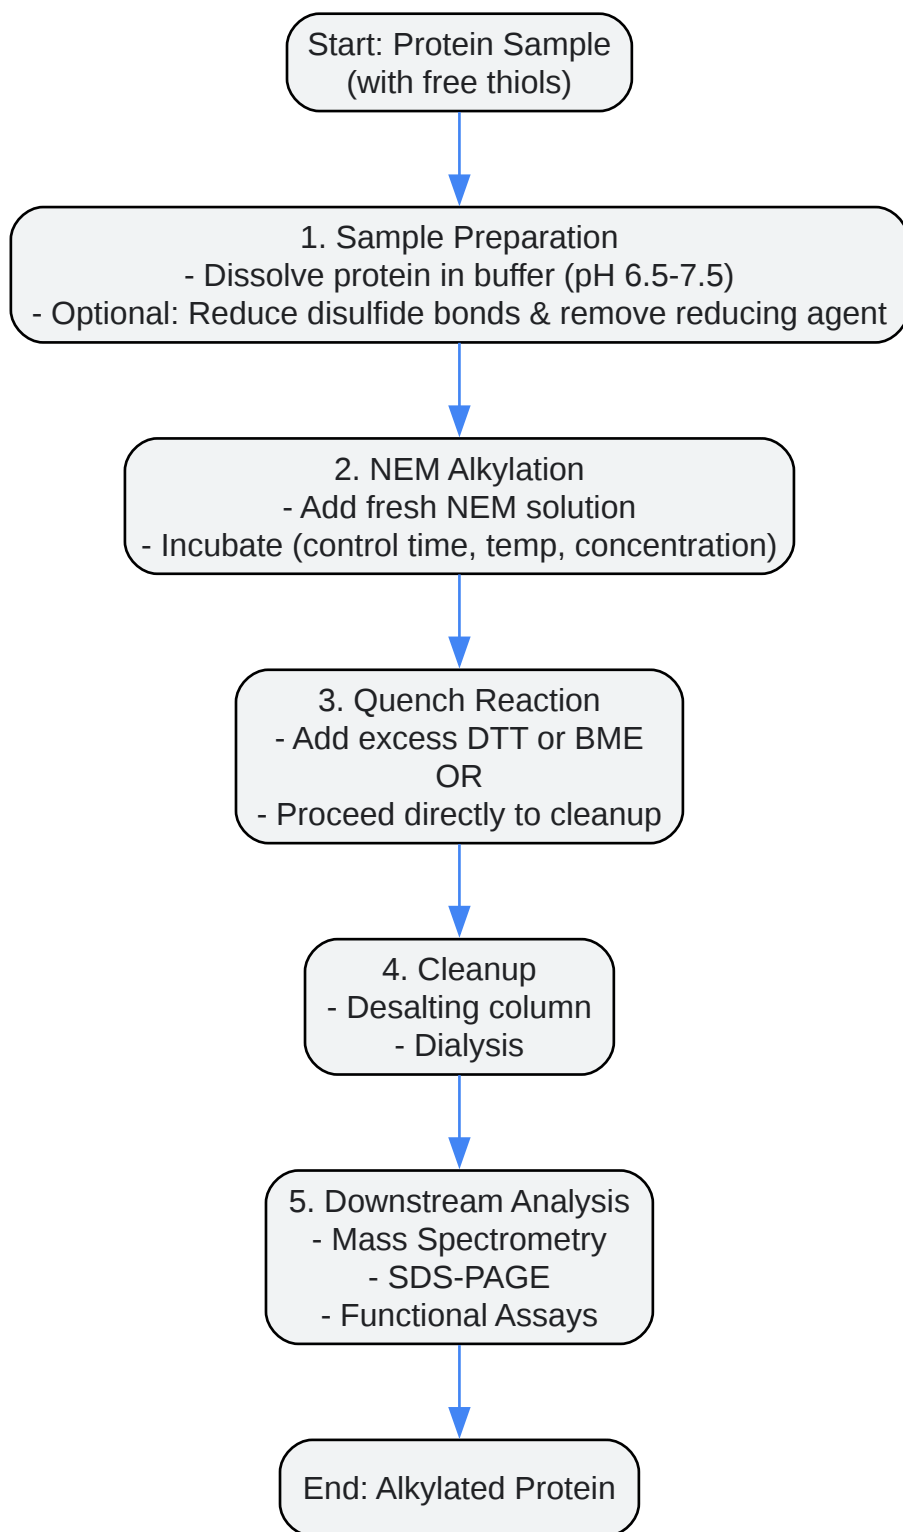 Start: Protein Sample
(with free thiols)
1. Sample Preparation
- Dissolve protein in buffer (pH 6.5-7.5)
- Optional: Reduce disulfide bonds & remove reducing agent
2. NEM Alkylation
- Add fresh NEM solution
- Incubate (control time, temp, concentration)
3. Quench Reaction
- Add excess DTT or BME
OR
- Proceed directly to cleanup
4. Cleanup
- Desalting column
- Dialysis
5. Downstream Analysis
- Mass Spectrometry
- SDS-PAGE
- Functional Assays
End: Alkylated Protein